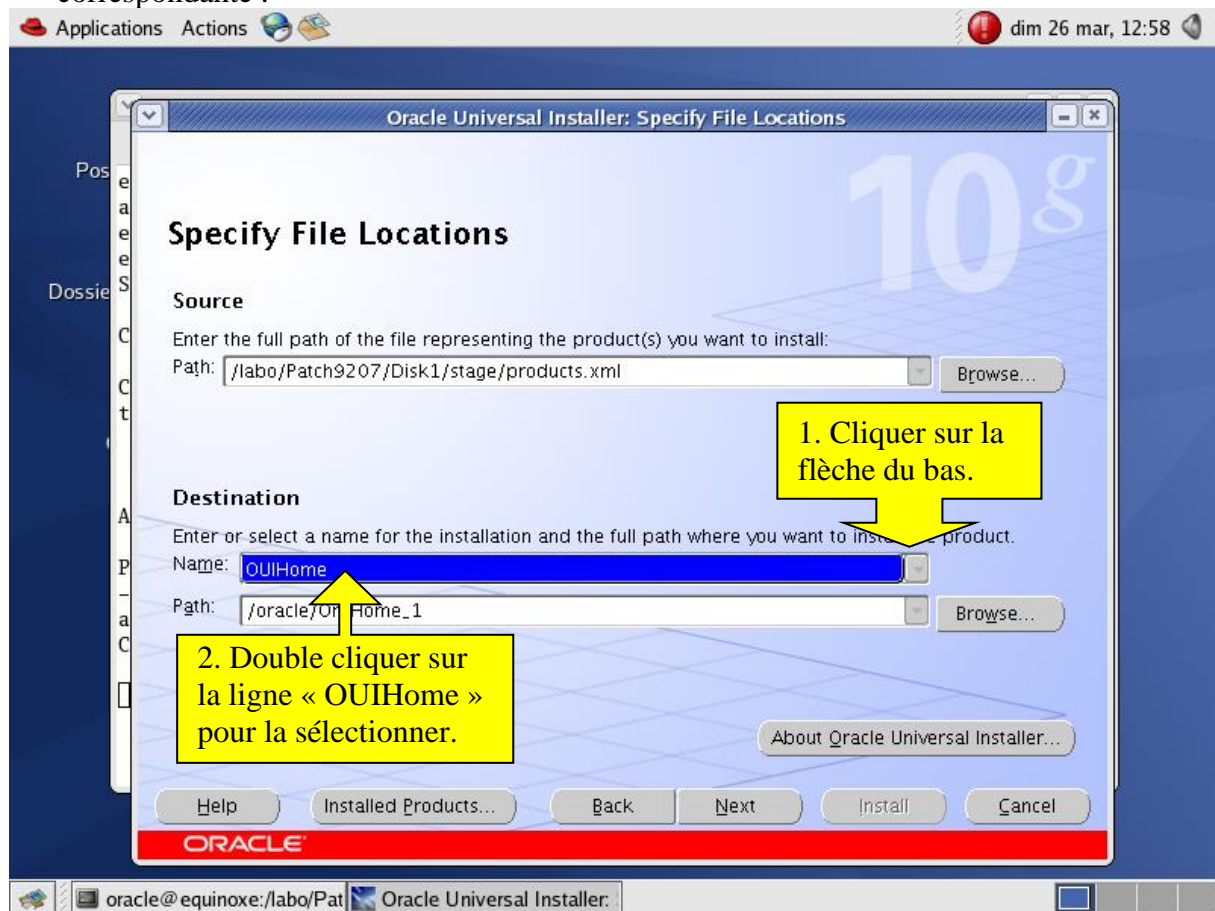 correspondante :
Applications Actions dim 26 mar, 12:58
Oracle Universal Installer: Specify File Locations
10g
Pos
e
a
e
e
Specify File Locations
Dossie S
Source
C
Enter the full path of the file representing the product(s) you want to install:
Path: /labo/Patch9207/Disk1/stage/products.xml Browse...
C
t
1. Cliquer sur la
flèche du bas.
Destination
A
Enter or select a name for the installation and the full path where you want to product.
P
Name: OUIHome
-
Path: /oracle/ Home_1 Browse...
a
C
2. Double cliquer sur
la ligne « OUIHome »
pour la sélectionner.
About Oracle Universal Installer...
Help Installed Products... Back Next Install Cancel
ORACLE
oracle@equinoxe:/labo/Pat Oracle Universal Installer: